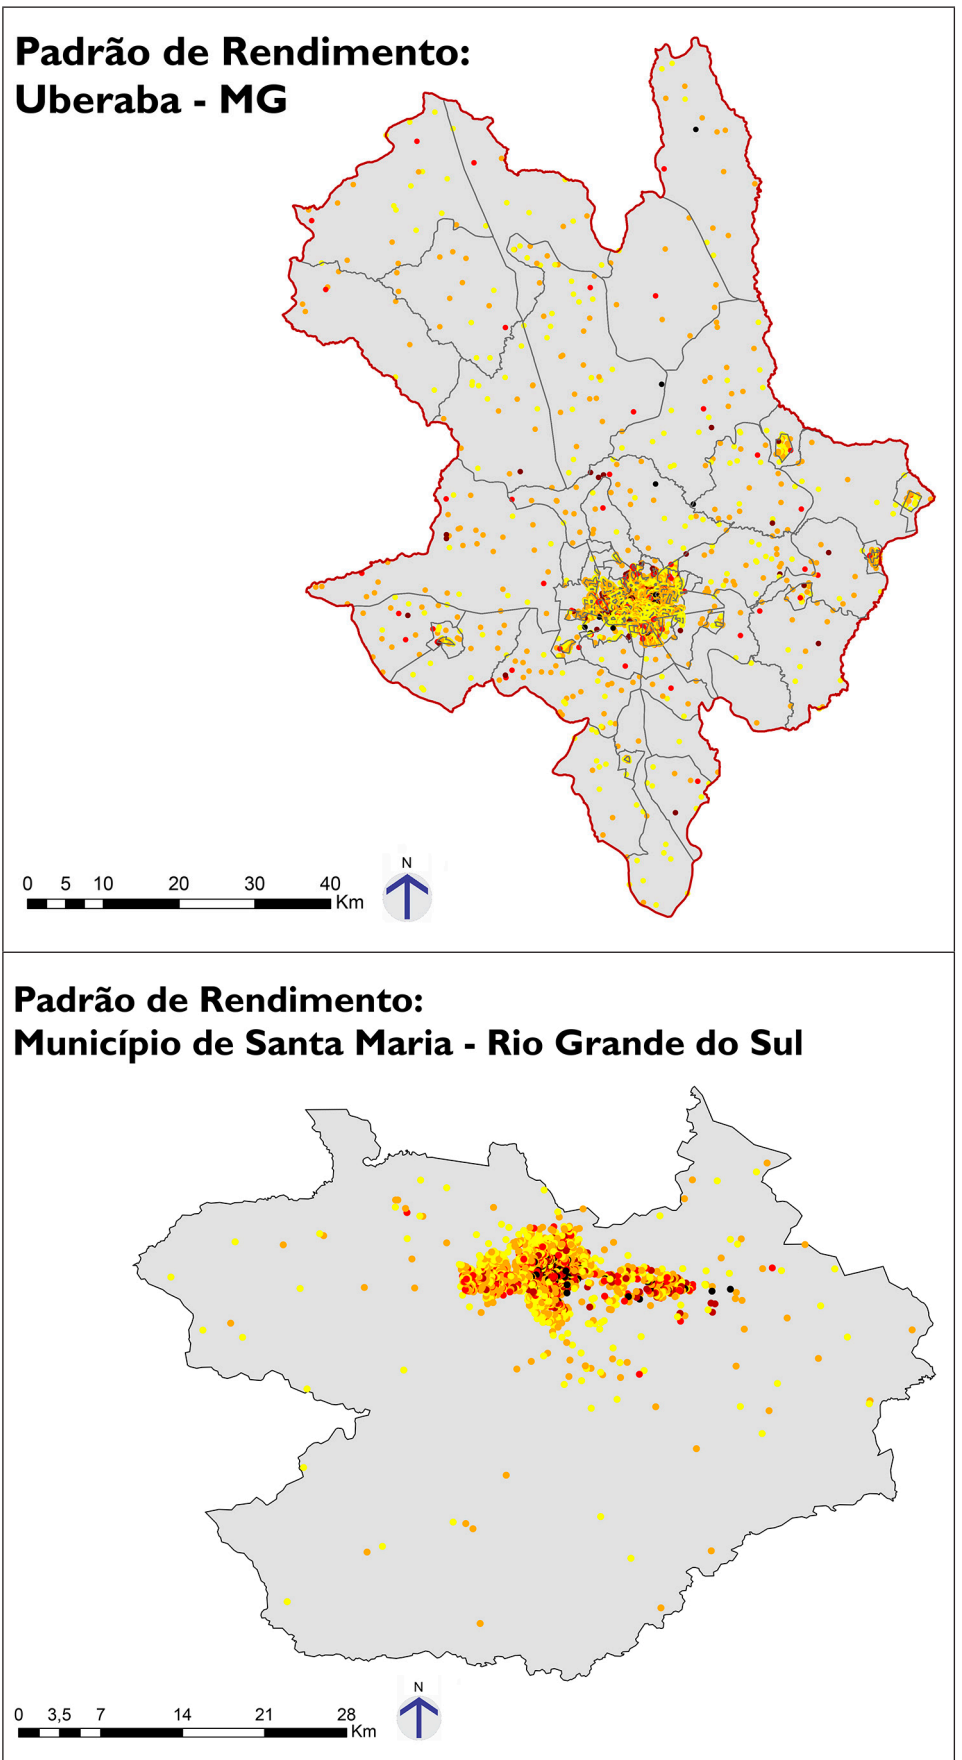 Padrão de Rendimento:
Uberaba - MG
N
0 5 10 20 30 40
Km
Padrão de Rendimento:
Município de Santa Maria - Rio Grande do Sul
N
0 3,5 7 14 21 28
Km